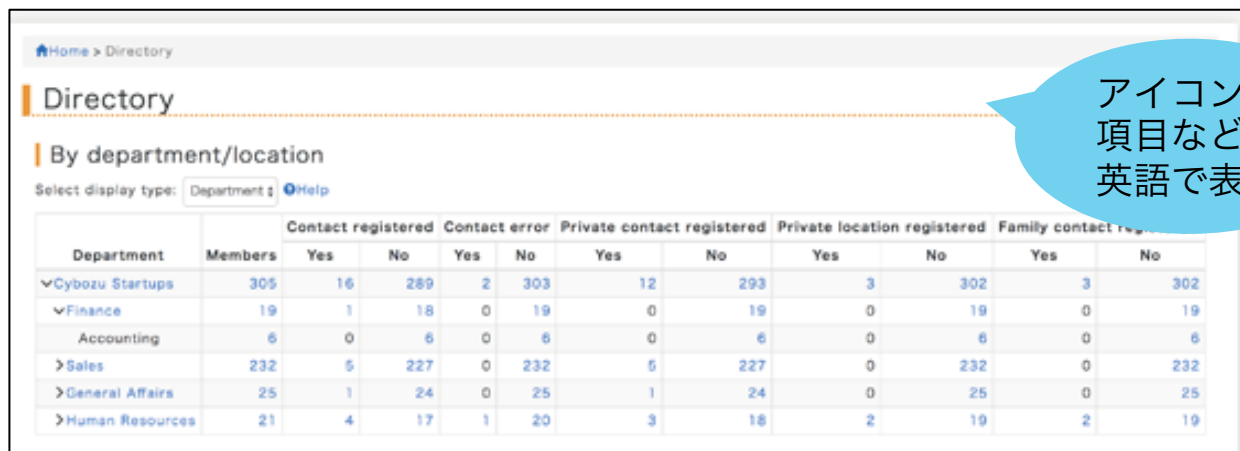 Home > Directory
Directory
アイコン
項目など
英語で表
By department/location
Select display type: Department Help
Contact registered Contact error Private contact registered Private location registered Family contact
Department Members Yes No Yes No Yes No Yes No Yes No
Cybozu Startups 305 16 289 2 303 12 293 3 302 3 302
Finance 19 1 18 0 19 0 19 0 19 0 19
Accounting 6 0 6 0 6 0 6 0 6 0 6
Sales 232 5 227 0 232 5 227 0 232 0 232
General Affairs 25 1 24 0 25 1 24 0 25 0 25
Human Resources 21 4 17 1 20 3 18 2 19 2 19